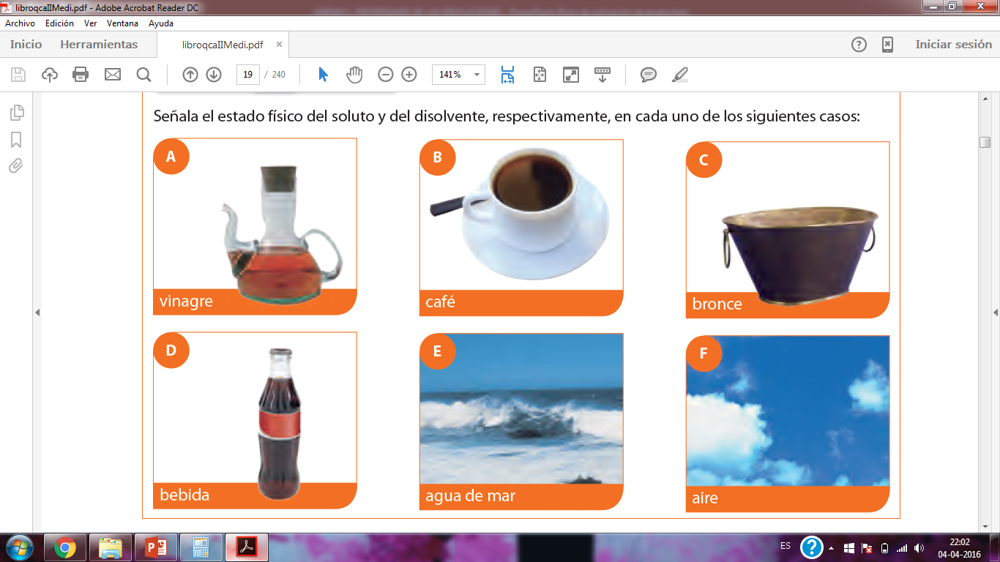 libroqcaIIMedi.pdf - Adobe Acrobat Reader DC
Archivo Edición Ver Ventana Ayuda
Inicio Herramientas libroqcaIIMedi.pdf × Iniciar sesión
19 / 240 141%
Señala el estado físico del soluto y del disolvente, respectivamente, en cada uno de los siguientes casos:
A B C
vinagre café bronce
D E F
bebida agua de mar aire
ES 22:02
04-04-2016